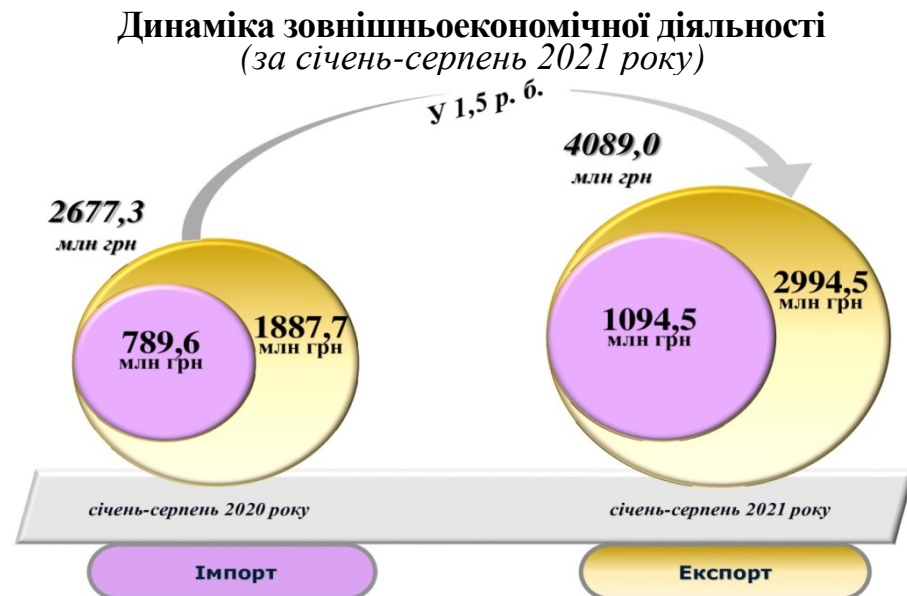 Динаміка зовнішньоекономічної діяльності
(за січень-серпень 2021 року)
У 1,5 р. б.
2677,3
млн грн
4089,0
млн грн
789,6
млн грн
1887,7
млн грн
1094,5
млн грн
2994,5
млн грн
січень-серпень 2020 року
січень-серпень 2021 року
Імпорт
Експорт